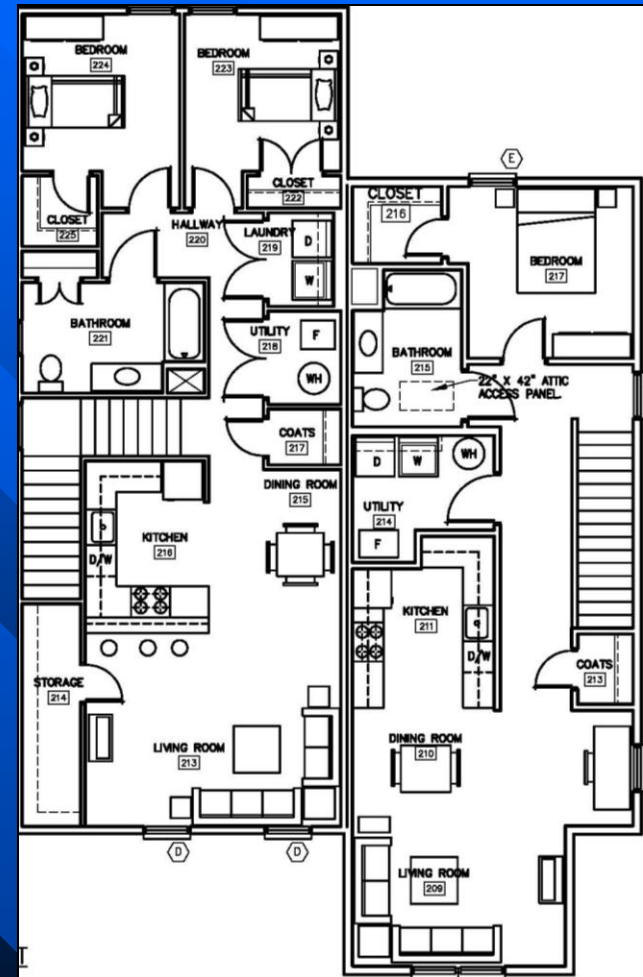 BEDROOM
224
BEDROOM
223
CLOSET
222
CLOSET
225
HALLWAY
220
LAUNDRY
219
D
W
BATHROOM
221
UTILITY
218
F
WH
COATS
217
DINING ROOM
215
KITCHEN
216
D/W
STORAGE
214
LIVING ROOM
213
D
D
E
CLOSET
216
BEDROOM
217
BATHROOM
215
22" X 42" ATTIC
ACCESS PANEL.
D
W
WH
UTILITY
214
F
KITCHEN
211
D/W
COATS
213
DINING ROOM
210
LIVING ROOM
209
T